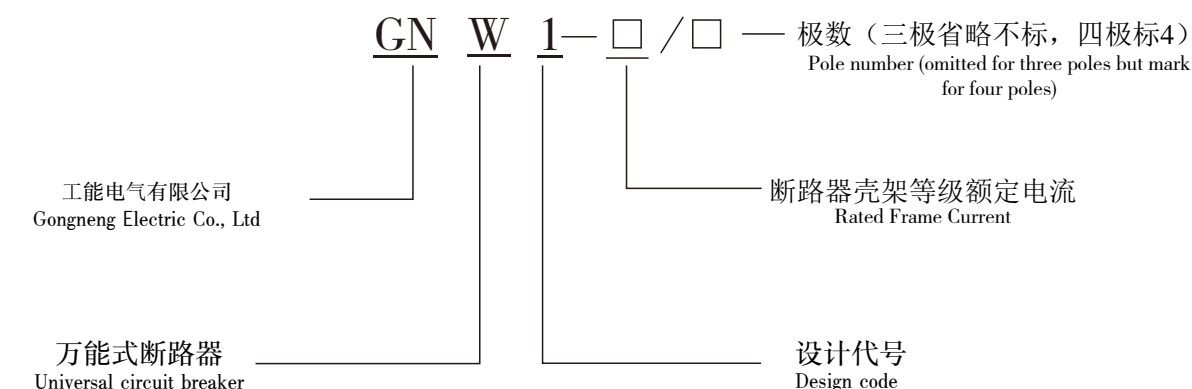 GN W 1—□/□ — 极数（三极省略不标，四极标4）
Pole number (omitted for three poles but mark
for four poles)
工能电气有限公司
Gongneng Electric Co., Ltd
断路器壳架等级额定电流
Rated Frame Current
万能式断路器
Universal circuit breaker
设计代号
Design code